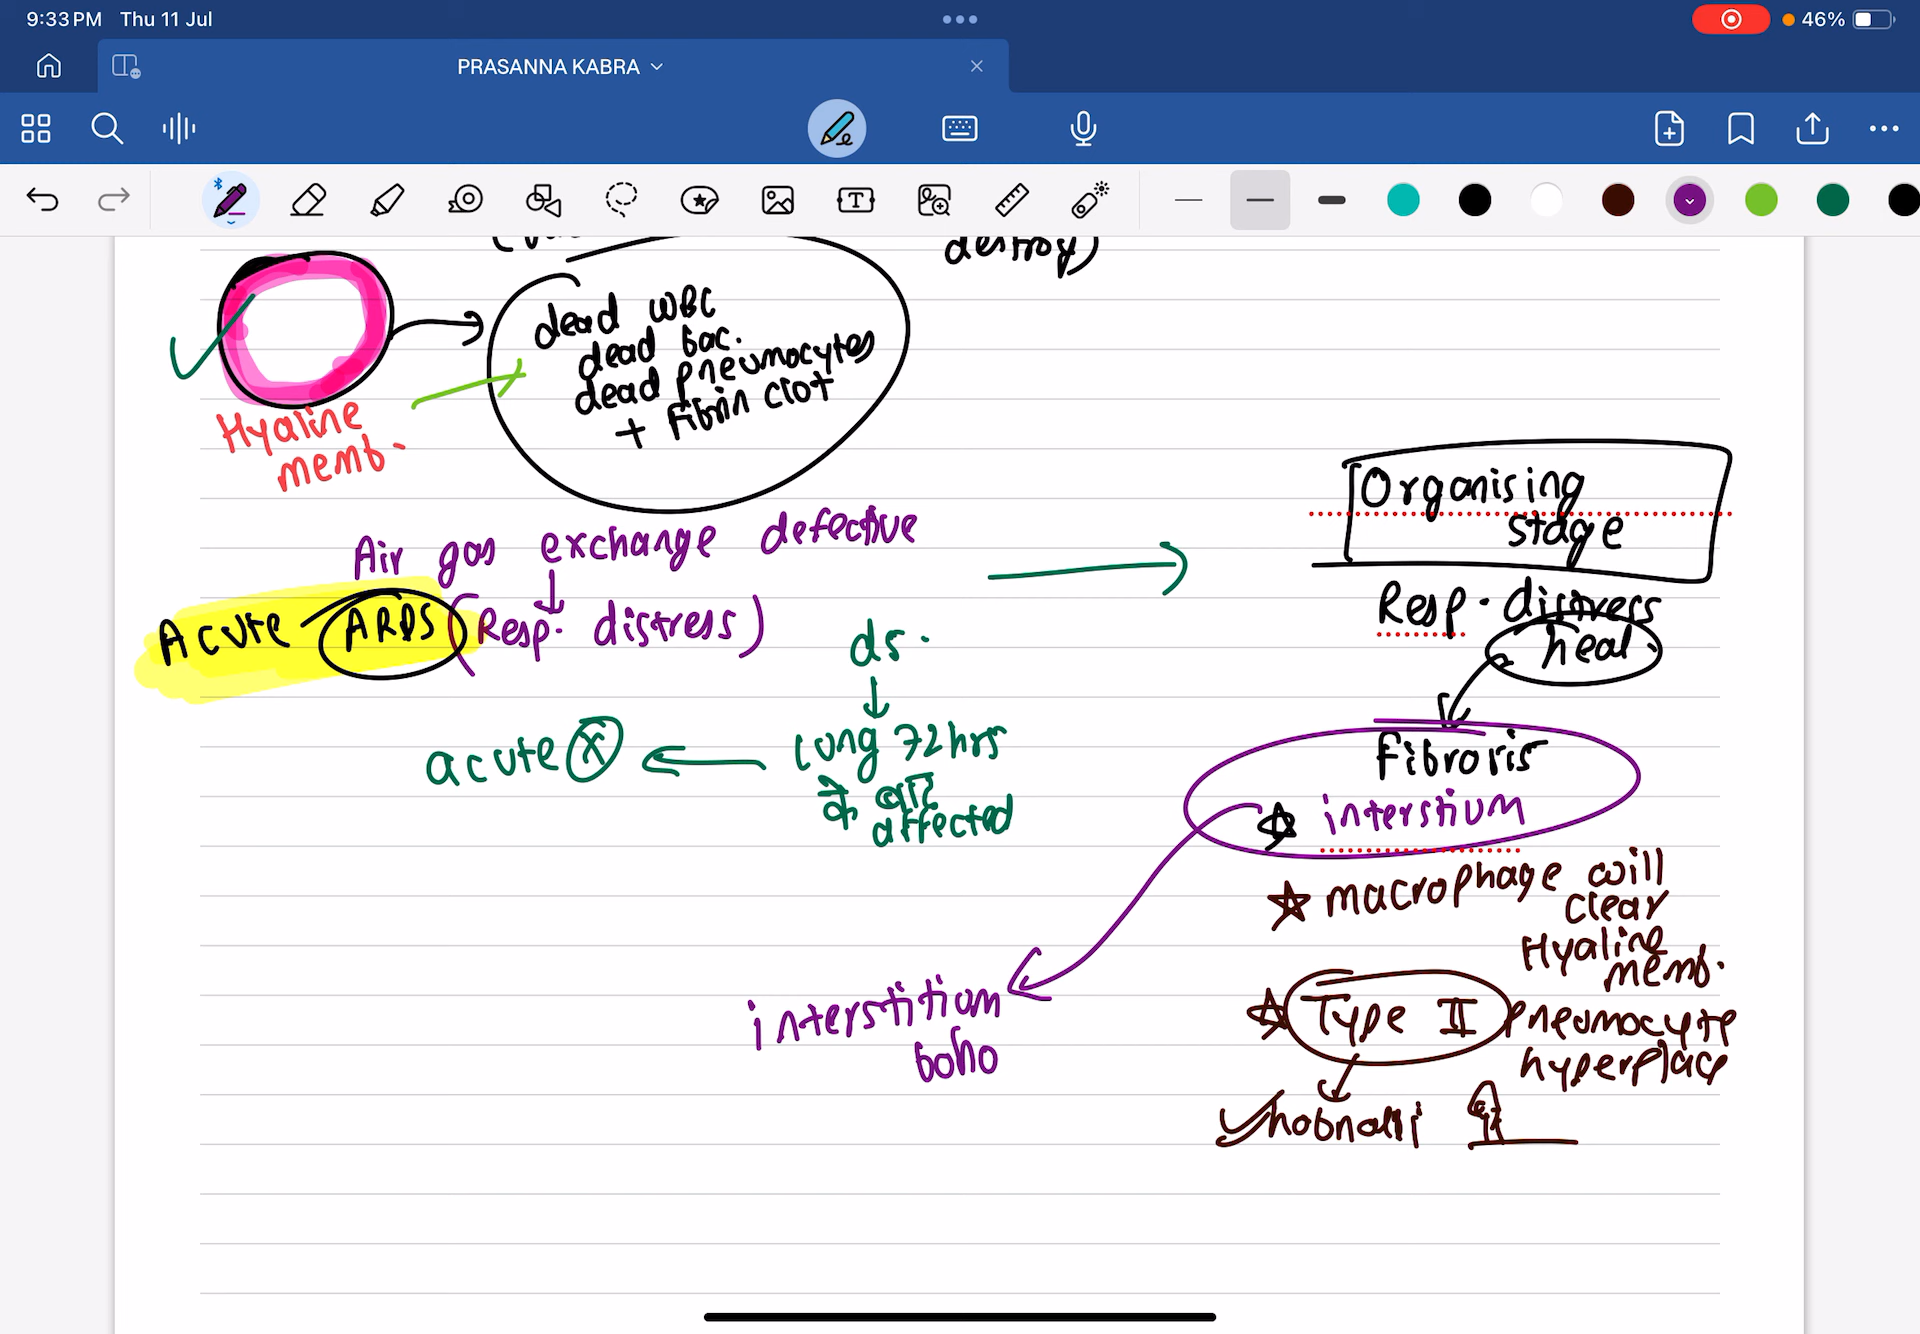 9:33 PM Thu 11 Jul
46%
PRASANNA KABRA
destroy)
dead WBC
dead bac.
dead pneumocytes
+ Fibrin clot
Hyaline
memb.
Air gas exchange defective
Acute ARDS (Resp. distress)
ds.
lung 72 hrs
affected
acute x
Organising
stage
Resp. distress
heal
Fibrosis
interstium
macrophage will
clear
Hyaline
memb.
Type II pneumocyte
hyperplace
interstitium
boho